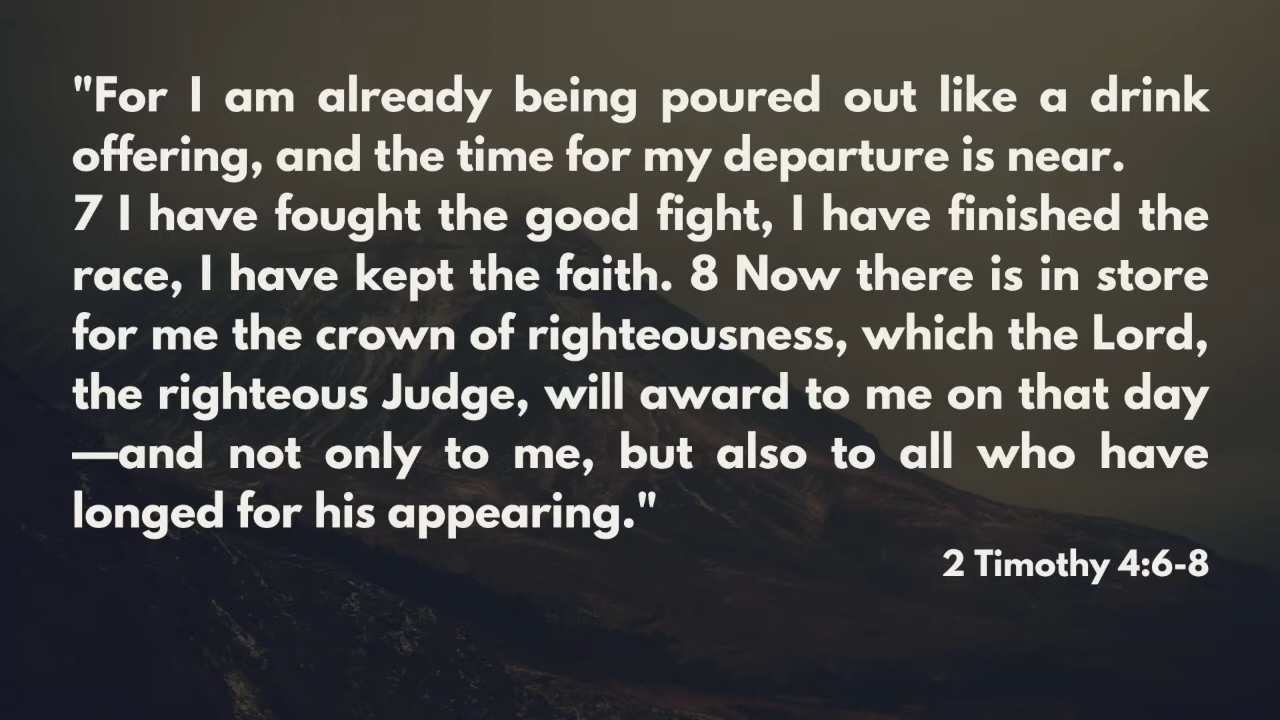 "For I am already being poured out like a drink
offering, and the time for my departure is near.
7 I have fought the good fight, I have finished the
race, I have kept the faith. 8 Now there is in store
for me the crown of righteousness, which the Lord,
the righteous Judge, will award to me on that day
—and not only to me, but also to all who have
longed for his appearing."
2 Timothy 4:6-8